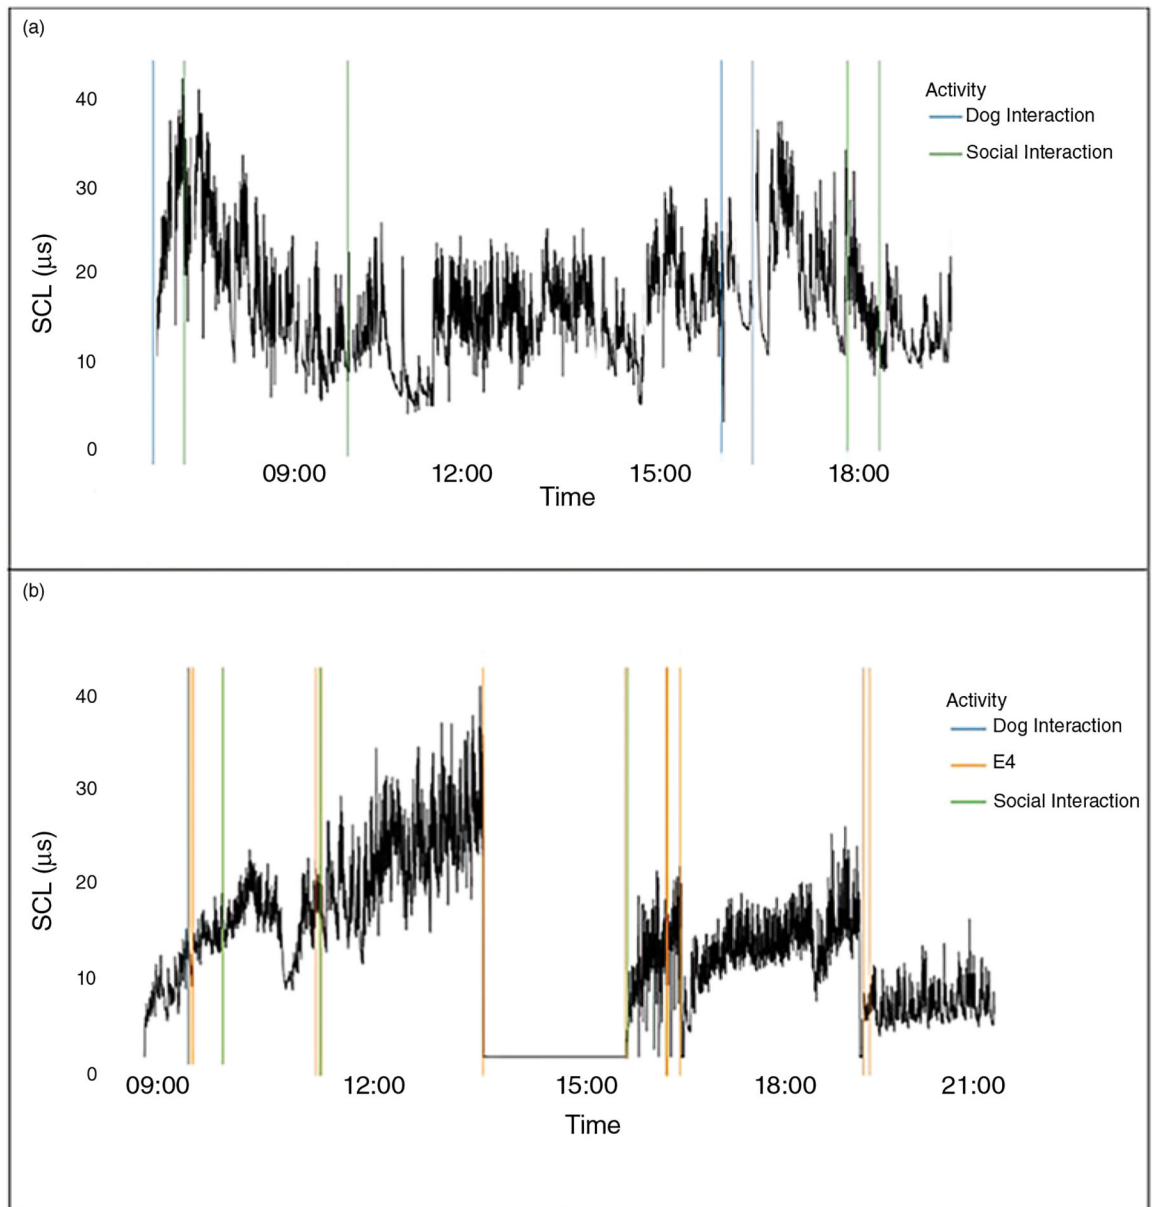 (a)
40
30
20
10
0
SCL (μs)
09:00 12:00 15:00 18:00
Time
Activity
Dog Interaction
Social Interaction
(b)
40
30
20
10
0
SCL (μs)
09:00 12:00 15:00 18:00 21:00
Time
Activity
Dog Interaction
E4
Social Interaction